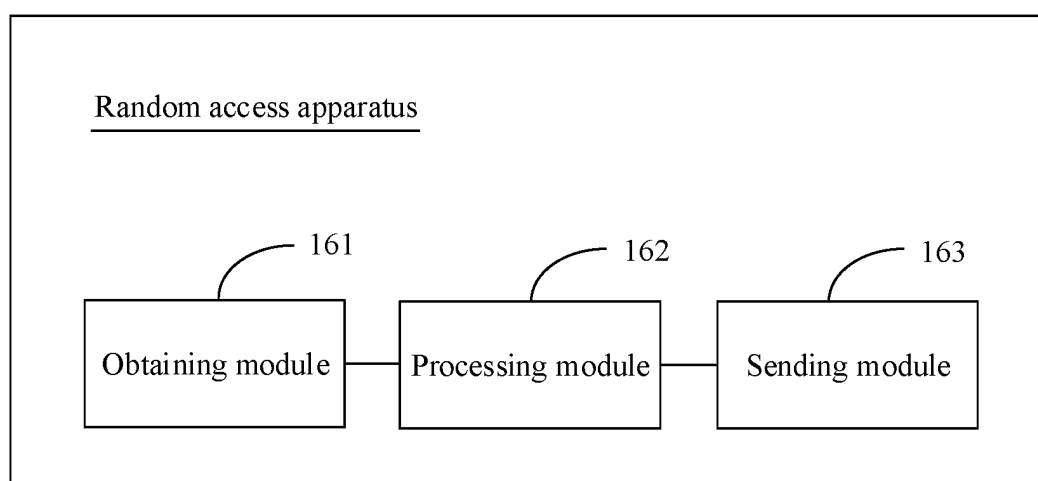 Random access apparatus
161
162
163
Obtaining module
Processing module
Sending module